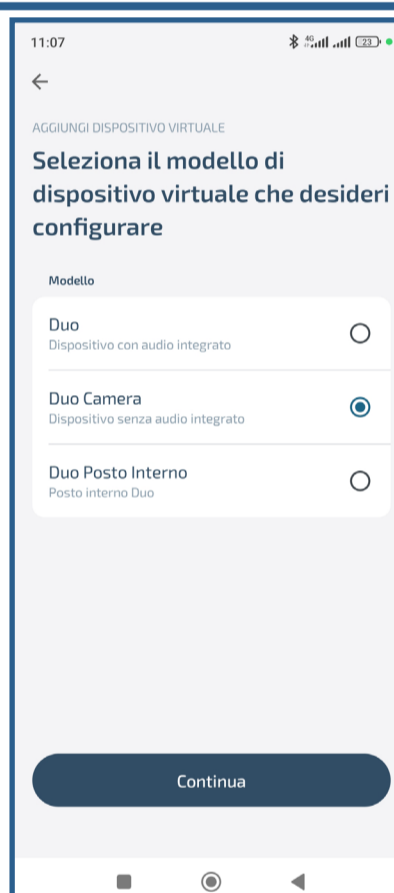 11:07
4G
23
AGGIUNGI DISPOSITIVO VIRTUALE
Seleziona il modello di
dispositivo virtuale che desideri
configurare
Modello
Duo
Dispositivo con audio integrato
Duo Camera
Dispositivo senza audio integrato
Duo Posto Interno
Posto interno Duo
Continua